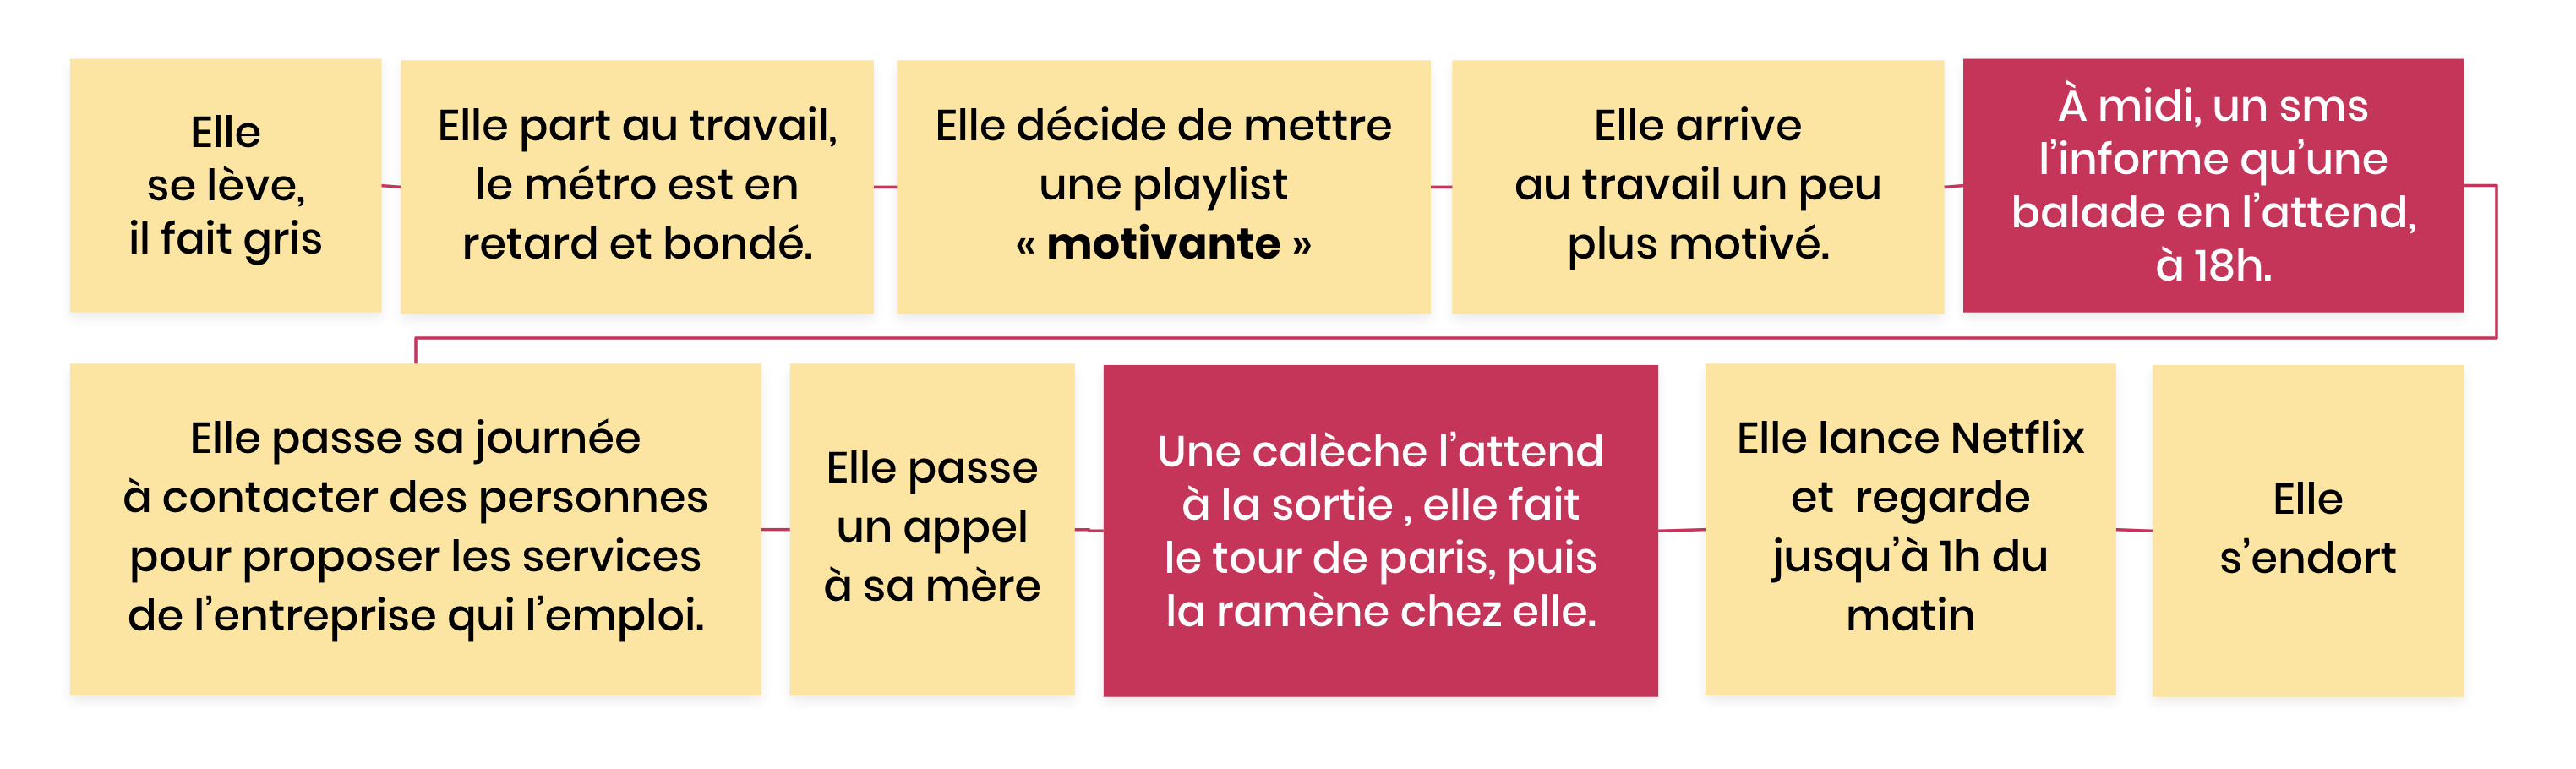 Elle
se lève,
il fait gris
Elle part au travail,
le métro est en
retard et bondé.
Elle décide de mettre
une playlist
« motivante »
Elle arrive
au travail un peu
plus motivé.
À midi, un sms
l’informe qu’une
balade en l’attend,
à 18h.
Elle passe sa journée
à contacter des personnes
pour proposer les services
de l’entreprise qui l’emploi.
Elle passe
un appel
à sa mère
Une calèche l’attend
à la sortie , elle fait
le tour de paris, puis
la ramène chez elle.
Elle lance Netflix
et  regarde
jusqu’à 1h du
matin
Elle
s’endort